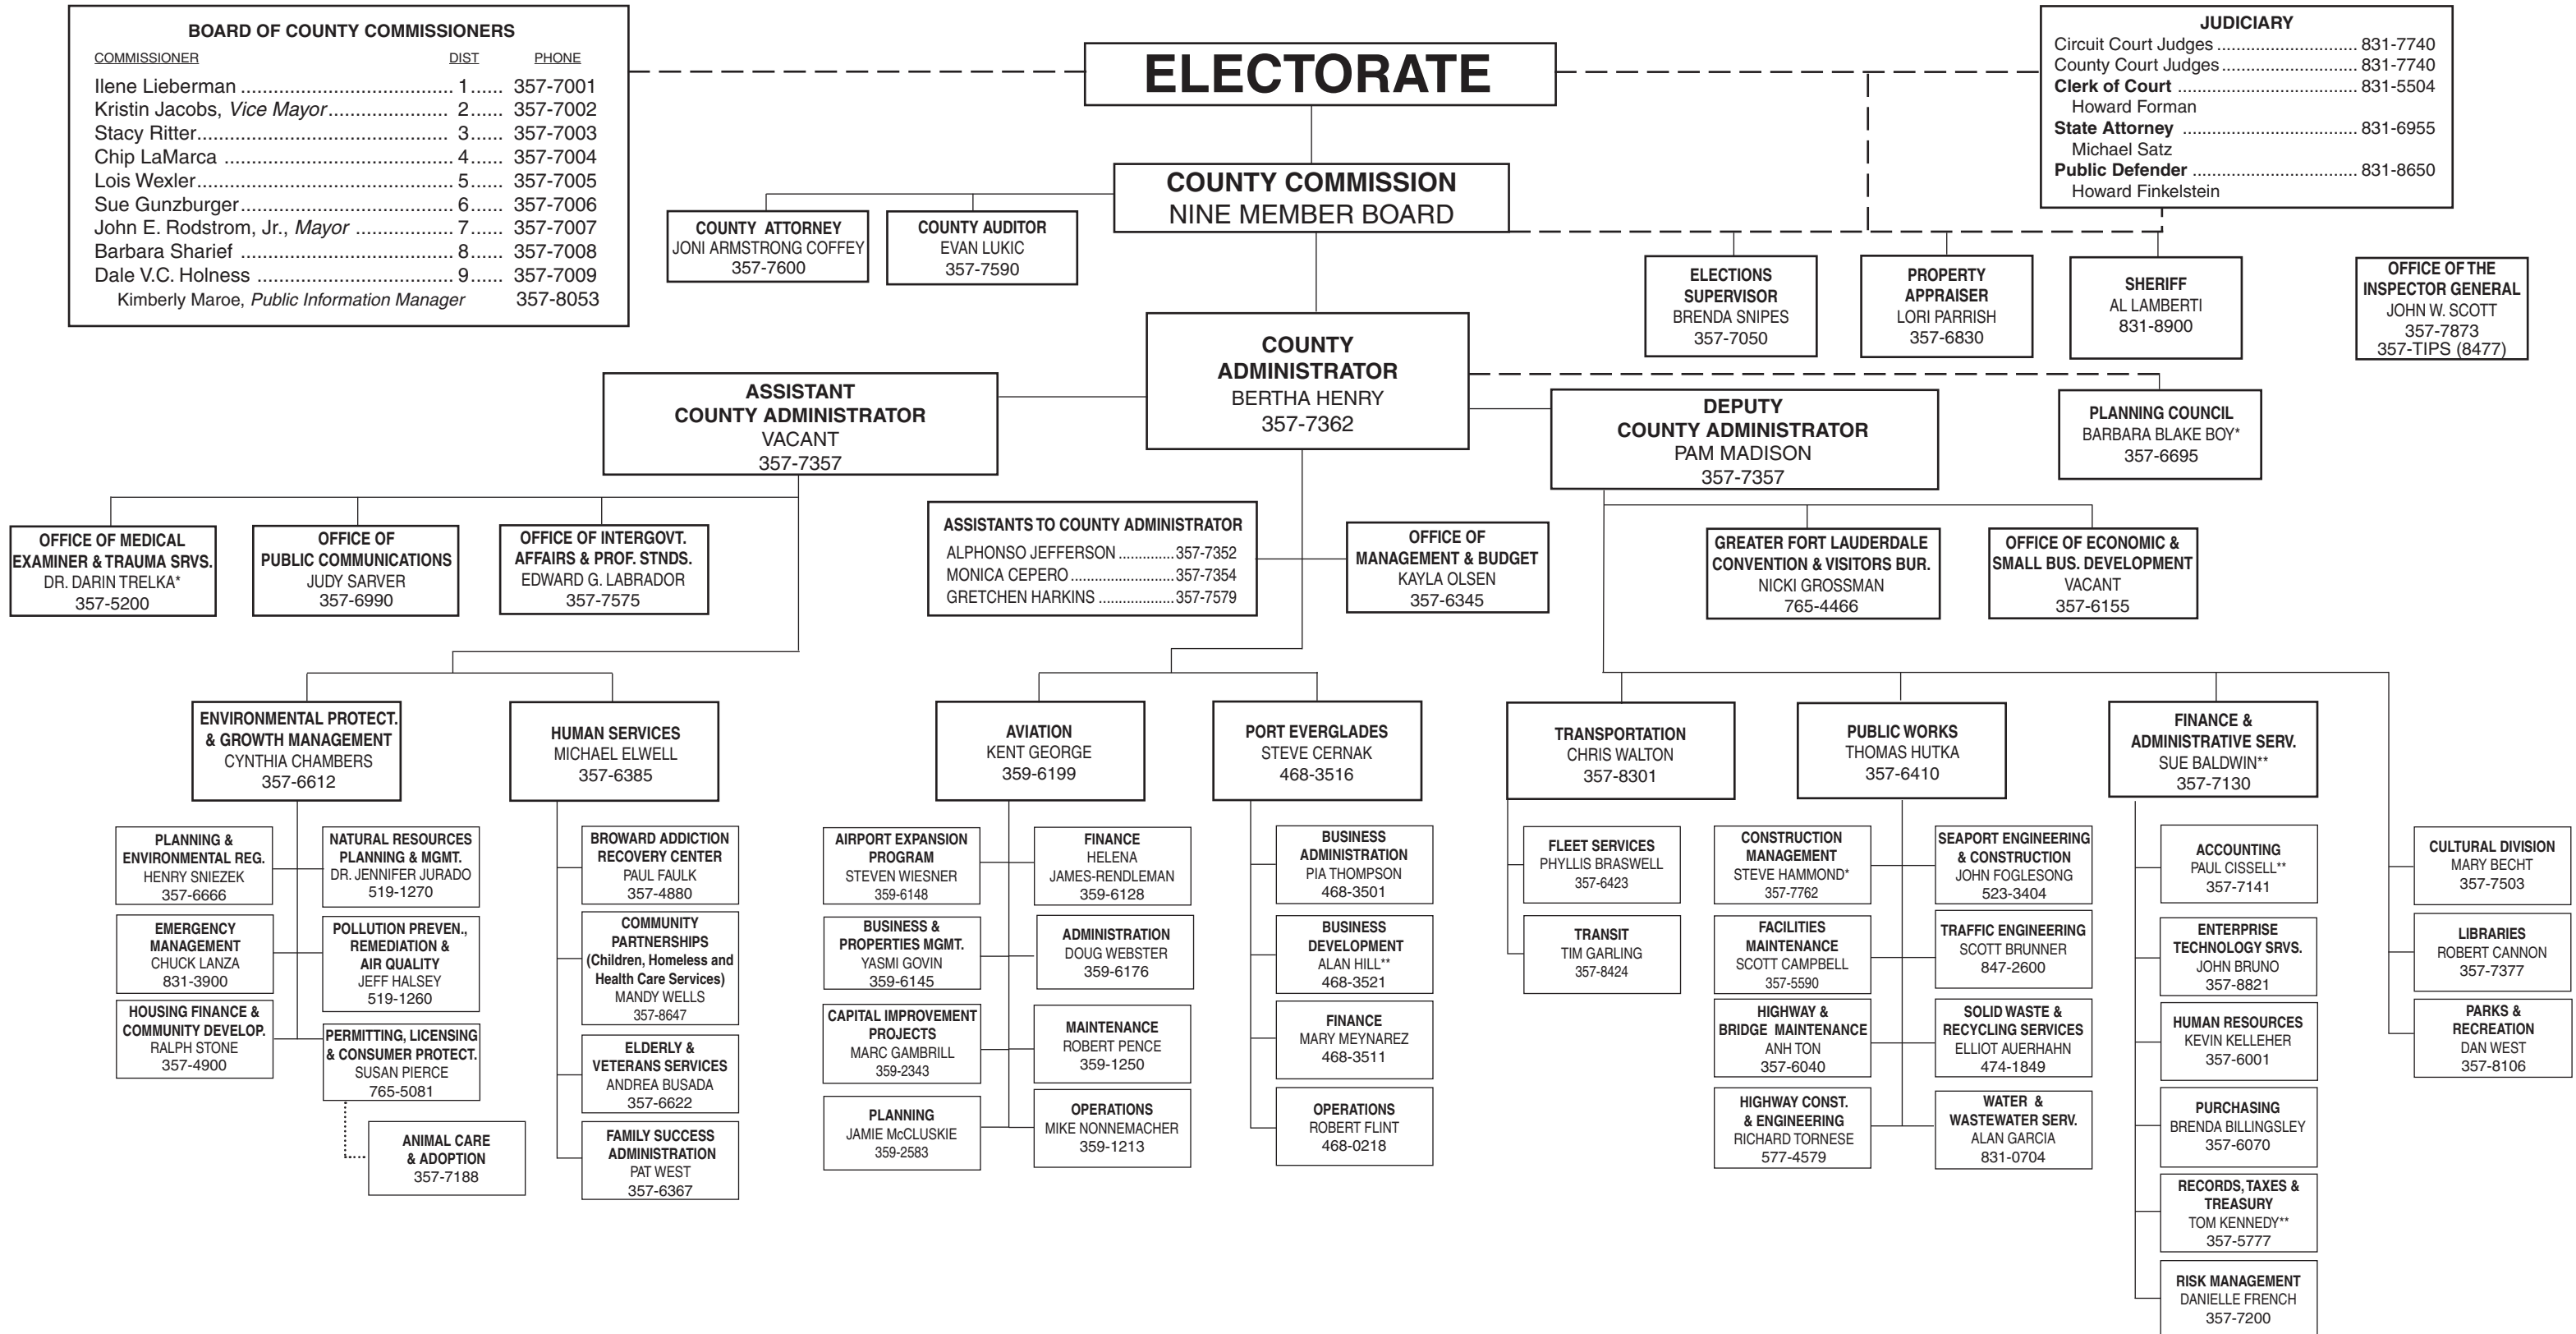 BOARD OF COUNTY COMMISSIONERS
COMMISSIONER DIST PHONE
Ilene Lieberman ....................................... 1...... 357-7001
Kristin Jacobs, Vice Mayor...................... 2...... 357-7002
Stacy Ritter............................................... 3...... 357-7003
Chip LaMarca .......................................... 4...... 357-7004
Lois Wexler............................................... 5...... 357-7005
Sue Gunzburger....................................... 6...... 357-7006
John E. Rodstrom, Jr., Mayor .................. 7...... 357-7007
Barbara Sharief ....................................... 8...... 357-7008
Dale V.C. Holness .................................... 9...... 357-7009
Kimberly Maroe, Public Information Manager 357-8053
ELECTORATE
JUDICIARY
Circuit Court Judges ............................. 831-7740
County Court Judges............................ 831-7740
Clerk of Court ..................................... 831-5504
Howard Forman
State Attorney .................................... 831-6955
Michael Satz
Public Defender .................................. 831-8650
Howard Finkelstein
COUNTY COMMISSION
NINE MEMBER BOARD
COUNTY ATTORNEY
JONI ARMSTRONG COFFEY
357-7600
COUNTY AUDITOR
EVAN LUKIC
357-7590
ELECTIONS
SUPERVISOR
BRENDA SNIPES
357-7050
PROPERTY
APPRAISER
LORI PARRISH
357-6830
SHERIFF
AL LAMBERTI
831-8900
OFFICE OF THE
INSPECTOR GENERAL
JOHN W. SCOTT
357-7873
357-TIPS (8477)
COUNTY
ADMINISTRATOR
BERTHA HENRY
357-7362
ASSISTANT
COUNTY ADMINISTRATOR
VACANT
357-7357
DEPUTY
COUNTY ADMINISTRATOR
PAM MADISON
357-7357
PLANNING COUNCIL
BARBARA BLAKE BOY*
357-6695
OFFICE OF MEDICAL
EXAMINER & TRAUMA SRVS.
DR. DARIN TRELKA*
357-5200
OFFICE OF
PUBLIC COMMUNICATIONS
JUDY SARVER
357-6990
OFFICE OF INTERGOVT.
AFFAIRS & PROF. STNDS.
EDWARD G. LABRADOR
357-7575
ASSISTANTS TO COUNTY ADMINISTRATOR
ALPHONSO JEFFERSON ..............357-7352
MONICA CEPERO ..........................357-7354
GRETCHEN HARKINS ...................357-7579
OFFICE OF
MANAGEMENT & BUDGET
KAYLA OLSEN
357-6345
GREATER FORT LAUDERDALE
CONVENTION & VISITORS BUR.
NICKI GROSSMAN
765-4466
OFFICE OF ECONOMIC &
SMALL BUS. DEVELOPMENT
VACANT
357-6155
ENVIRONMENTAL PROTECT.
& GROWTH MANAGEMENT
CYNTHIA CHAMBERS
357-6612
HUMAN SERVICES
MICHAEL ELWELL
357-6385
AVIATION
KENT GEORGE
359-6199
PORT EVERGLADES
STEVE CERNAK
468-3516
TRANSPORTATION
CHRIS WALTON
357-8301
PUBLIC WORKS
THOMAS HUTKA
357-6410
FINANCE &
ADMINISTRATIVE SERV.
SUE BALDWIN**
357-7130
PLANNING &
ENVIRONMENTAL REG.
HENRY SNIEZEK
357-6666
NATURAL RESOURCES
PLANNING & MGMT.
DR. JENNIFER JURADO
519-1270
EMERGENCY
MANAGEMENT
CHUCK LANZA
831-3900
POLLUTION PREVEN.,
REMEDIATION &
AIR QUALITY
JEFF HALSEY
519-1260
HOUSING FINANCE &
COMMUNITY DEVELOP.
RALPH STONE
357-4900
PERMITTING, LICENSING
& CONSUMER PROTECT.
SUSAN PIERCE
765-5081
ANIMAL CARE
& ADOPTION
357-7188
BROWARD ADDICTION
RECOVERY CENTER
PAUL FAULK
357-4880
COMMUNITY
PARTNERSHIPS
(Children, Homeless and
Health Care Services)
MANDY WELLS
357-8647
ELDERLY &
VETERANS SERVICES
ANDREA BUSADA
357-6622
FAMILY SUCCESS
ADMINISTRATION
PAT WEST
357-6367
AIRPORT EXPANSION
PROGRAM
STEVEN WIESNER
359-6148
FINANCE
HELENA
JAMES-RENDLEMAN
359-6128
BUSINESS &
PROPERTIES MGMT.
YASMI GOVIN
359-6145
ADMINISTRATION
DOUG WEBSTER
359-6176
CAPITAL IMPROVEMENT
PROJECTS
MARC GAMBRILL
359-2343
MAINTENANCE
ROBERT PENCE
359-1250
PLANNING
JAMIE McCLUSKIE
359-2583
OPERATIONS
MIKE NONNEMACHER
359-1213
BUSINESS
ADMINISTRATION
PIA THOMPSON
468-3501
BUSINESS
DEVELOPMENT
ALAN HILL**
468-3521
FINANCE
MARY MEYNAREZ
468-3511
OPERATIONS
ROBERT FLINT
468-0218
FLEET SERVICES
PHYLLIS BRASWELL
357-6423
TRANSIT
TIM GARLING
357-8424
CONSTRUCTION
MANAGEMENT
STEVE HAMMOND*
357-7762
SEAPORT ENGINEERING
& CONSTRUCTION
JOHN FOGLESONG
523-3404
FACILITIES
MAINTENANCE
SCOTT CAMPBELL
357-5590
TRAFFIC ENGINEERING
SCOTT BRUNNER
847-2600
HIGHWAY &
BRIDGE MAINTENANCE
ANH TON
357-6040
SOLID WASTE &
RECYCLING SERVICES
ELLIOT AUERHAHN
474-1849
HIGHWAY CONST.
& ENGINEERING
RICHARD TORNESE
577-4579
WATER &
WASTEWATER SERV.
ALAN GARCIA
831-0704
ACCOUNTING
PAUL CISSELL**
357-7141
ENTERPRISE
TECHNOLOGY SRVS.
JOHN BRUNO
357-8821
HUMAN RESOURCES
KEVIN KELLEHER
357-6001
PURCHASING
BRENDA BILLINGSLEY
357-6070
RECORDS, TAXES &
TREASURY
TOM KENNEDY**
357-5777
RISK MANAGEMENT
DANIELLE FRENCH
357-7200
CULTURAL DIVISION
MARY BECHT
357-7503
LIBRARIES
ROBERT CANNON
357-7377
PARKS &
RECREATION
DAN WEST
357-8106